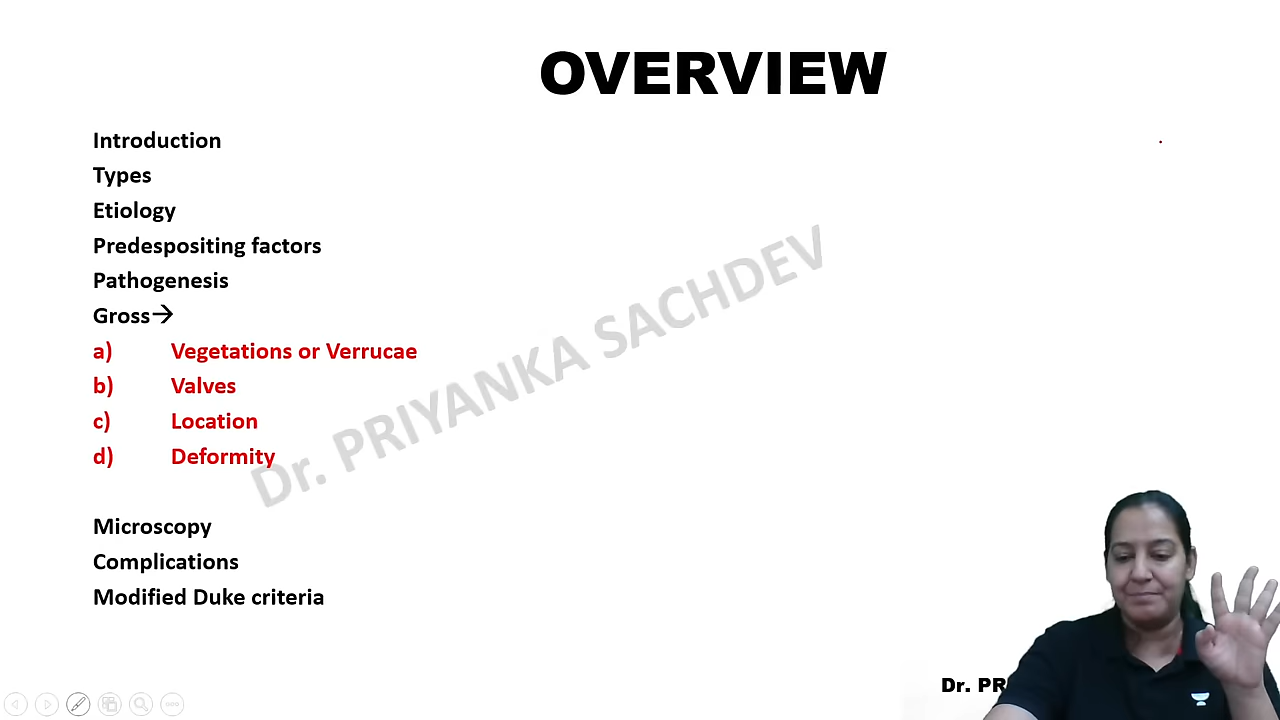 OVERVIEW
Introduction
Types
Etiology
Predespositing factors
Pathogenesis
Gross→
a) Vegetations or Verrucae
b) Valves
c) Location
d) Deformity
Microscopy
Complications
Modified Duke criteria
Dr. PRIYANKA SACHDEV
Dr. PR